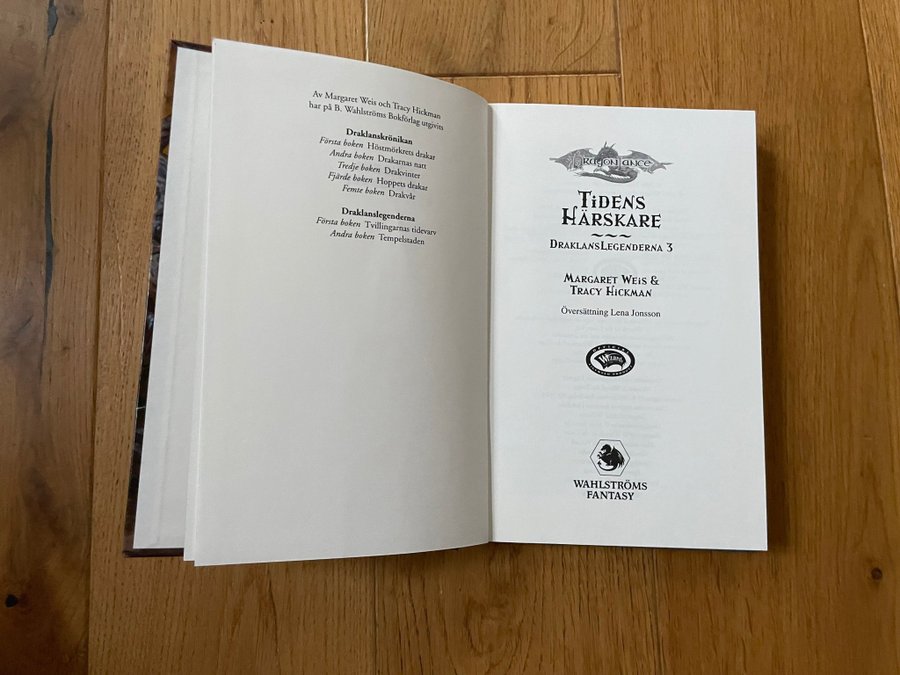 Av Margaret Weis och Tracy Hickman
har på B. Wahlströms Bokförlag utgivits
Draklanskrönikan
Första boken Höstmörkrets drakar
Andra boken Drakarnas natt
Tredje boken Drakvinter
Fjärde boken Hoppets drakar
Femte boken Drakvår
Draklanslegenderna
Första boken Tvillingarnas tidevarv
Andra boken Tempelstaden
DragonLance
TIDENS
HÄRSKARE
DRAKLANSLEGENDERNA 3
MARGARET WEIS &
TRACY HICKMAN
Översättning Lena Jonsson
OFFICIAL
WAHLSTRÖMS
FANTASY